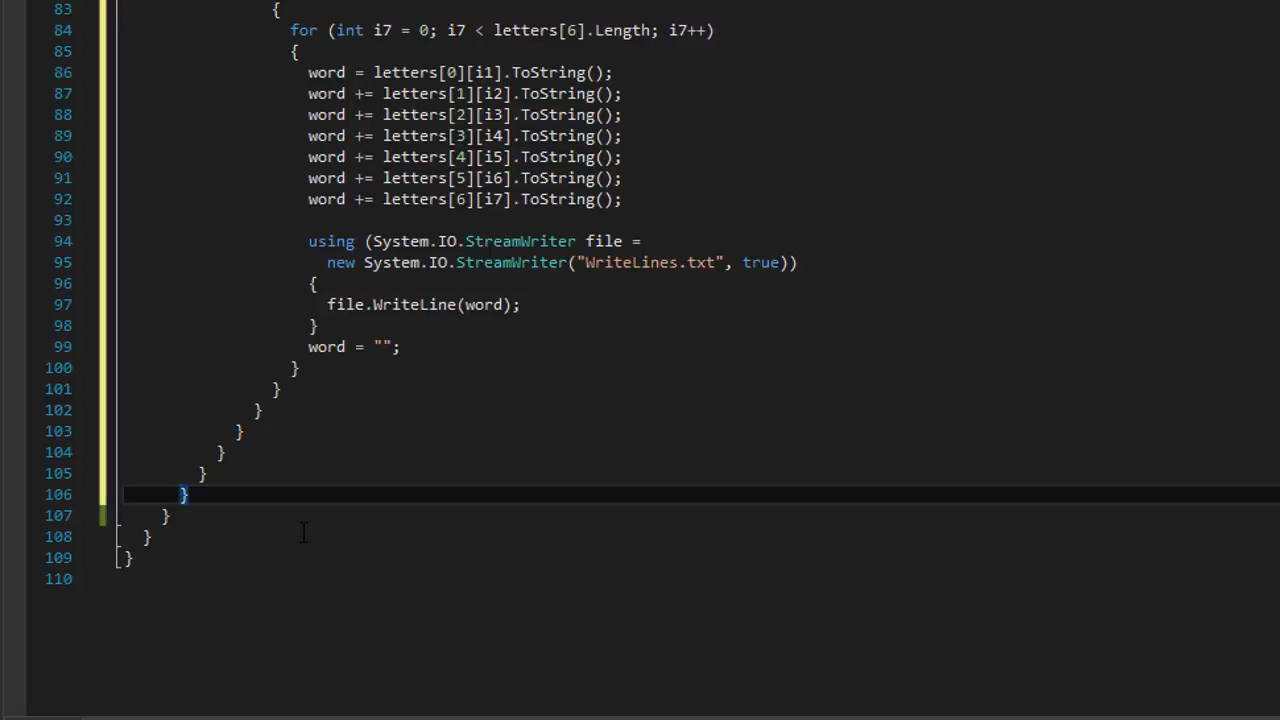 83 {
84 for (int i7 = 0; i7 < letters[6].Length; i7++)
85 {
86 word = letters[0][i1].ToString();
87 word += letters[1][i2].ToString();
88 word += letters[2][i3].ToString();
89 word += letters[3][i4].ToString();
90 word += letters[4][i5].ToString();
91 word += letters[5][i6].ToString();
92 word += letters[6][i7].ToString();
93
94 using (System.IO.StreamWriter file =
95 new System.IO.StreamWriter("WriteLines.txt", true))
96 {
97 file.WriteLine(word);
98 }
99 word = "";
100 }
101 }
102 }
103 }
104 }
105 }
106 }
107 }
108 }
109 }
110